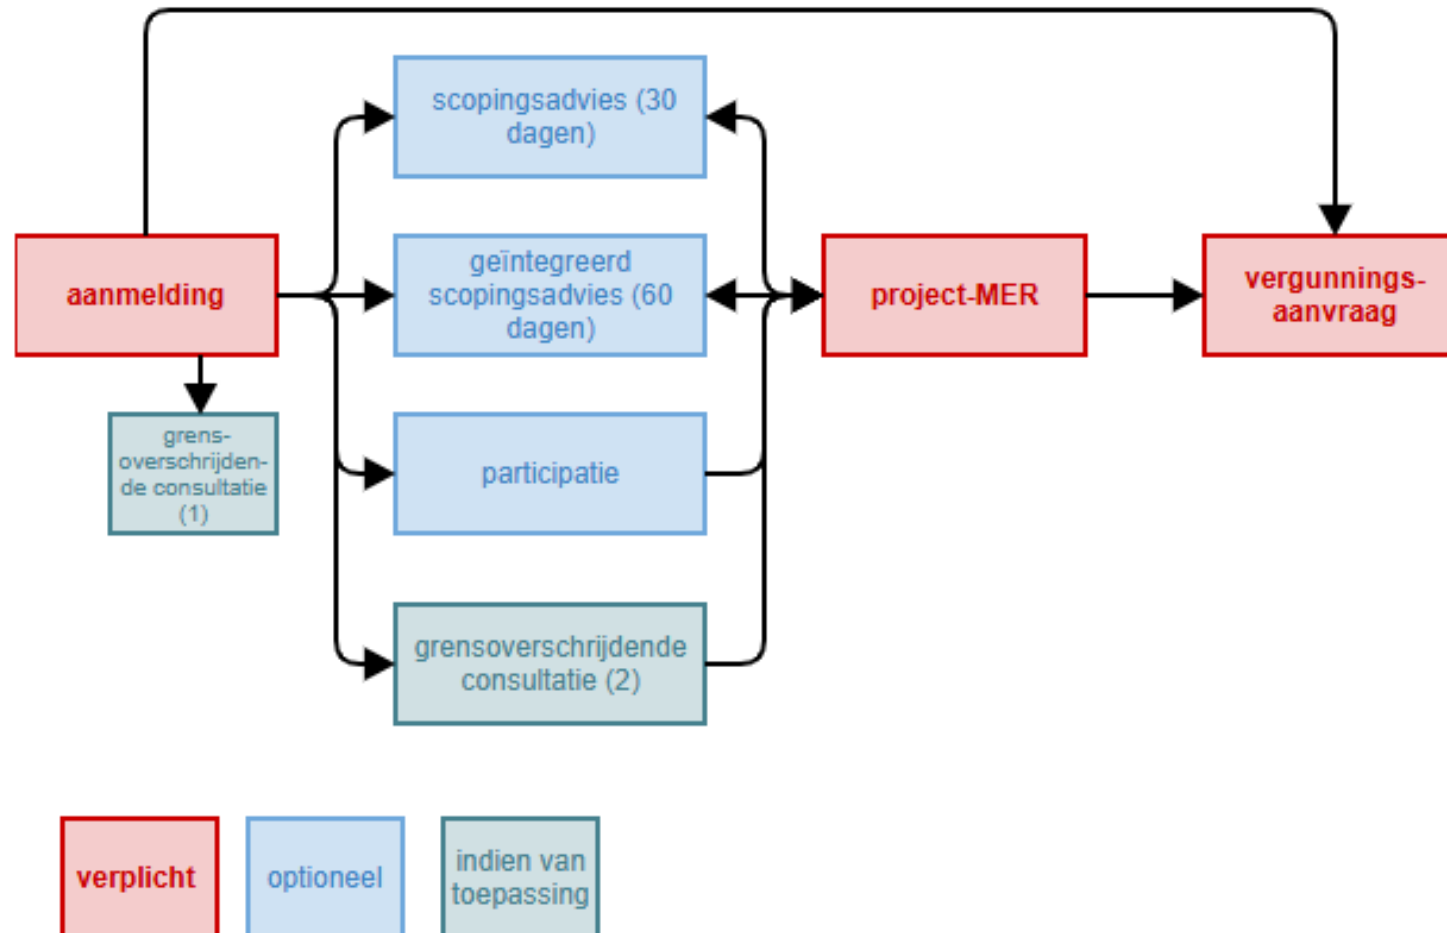 scopingsadvies (30
dagen)
aanmelding
geïntegreerd
scopingsadvies (60
dagen)
project-MER
vergunnings-
aanvraag
grens-
overschrijden-
de consultatie
(1)
participatie
grensoverschrijdende
consultatie (2)
verplicht
optioneel
indien van
toepassing